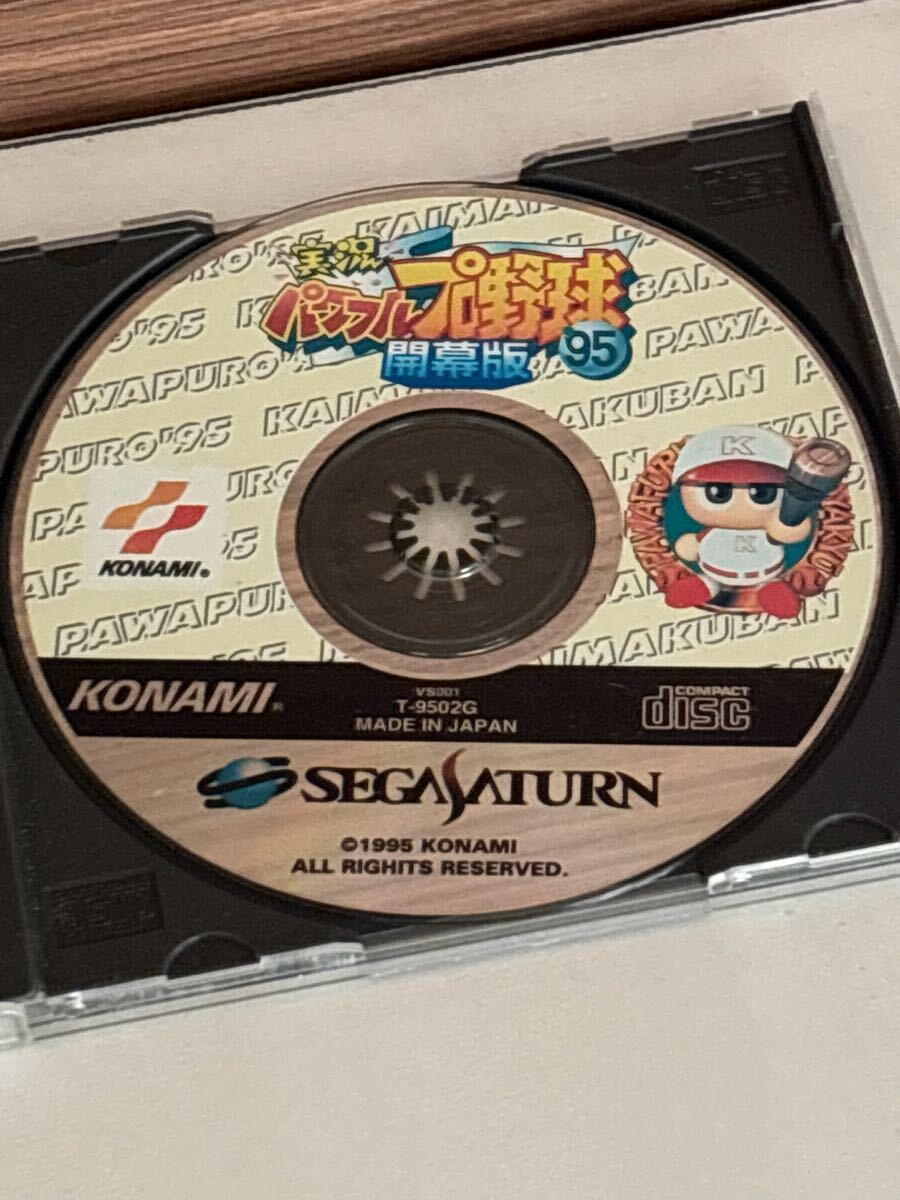 実況
パワフルプロ野球
開幕版 95
KONAMI®
PAWAPURO'95 KAIMAKUBAN
K
K
KONAMI®
VS001
T-9502G
MADE IN JAPAN
COMPACT
disc
SEGA SATURN
©1995 KONAMI
ALL RIGHITS RESERVED.